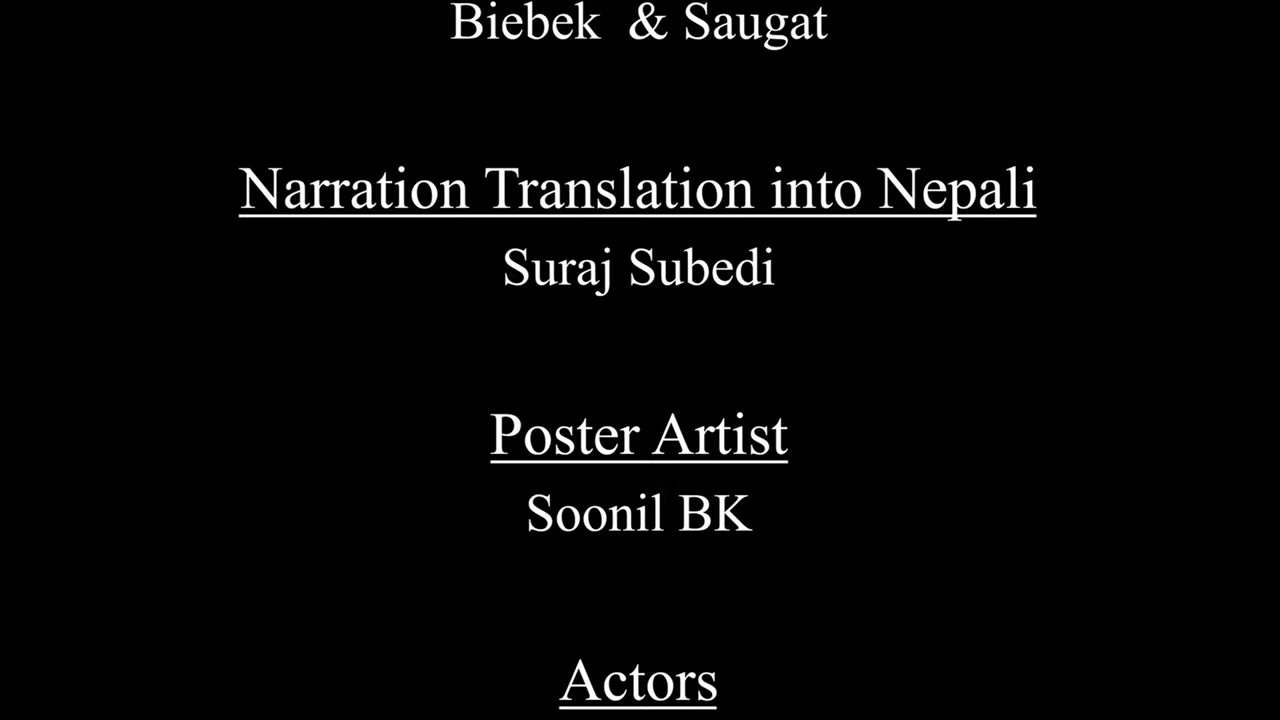 Biebek & Saugat
Narration Translation into Nepali
Suraj Subedi
Poster Artist
Soonil BK
Actors